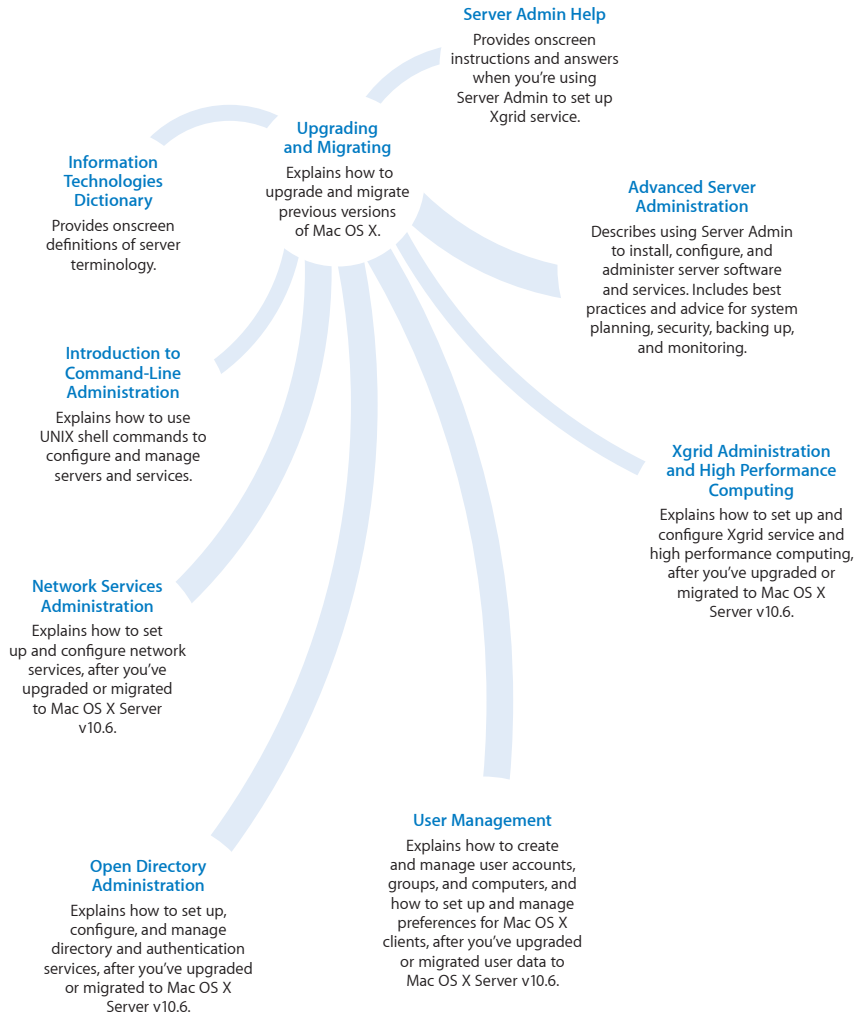 Server Admin Help
Provides onscreen
instructions and answers
when you're using
Server Admin to set up
Xgrid service.
Upgrading
and Migrating
Explains how to
upgrade and migrate
previous versions
of Mac OS X.
Information
Technologies
Dictionary
Provides onscreen
definitions of server
terminology.
Advanced Server
Administration
Describes using Server Admin
to install, configure, and
administer server software
and services. Includes best
practices and advice for system
planning, security, backing up,
and monitoring.
Introduction to
Command-Line
Administration
Explains how to use
UNIX shell commands to
configure and manage
servers and services.
Xgrid Administration
and High Performance
Computing
Explains how to set up and
configure Xgrid service and
high performance computing,
after you've upgraded or
migrated to Mac OS X
Server v10.6.
Network Services
Administration
Explains how to set
up and configure network
services, after you've
upgraded or migrated
to Mac OS X Server
v10.6.
User Management
Explains how to create
and manage user accounts,
groups, and computers, and
how to set up and manage
preferences for Mac OS X
clients, after you've upgraded
or migrated user data to
Mac OS X Server v10.6.
Open Directory
Administration
Explains how to set up,
configure, and manage
directory and authentication
services, after you've upgraded
or migrated to Mac OS X
Server v10.6.